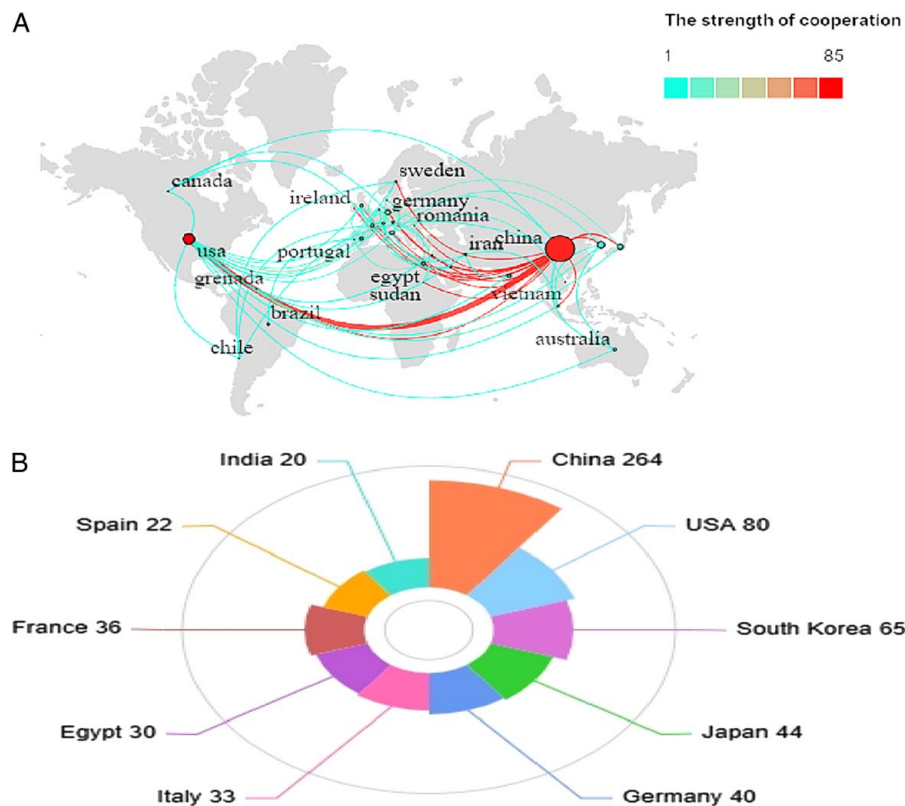 A
The strength of cooperation
1 85
canada
sweden
ireland
germany
romania
usa
portugal
iran
china
grenada
egypt
sudan
vietnam
brazil
chile
australia
B
India 20
China 264
Spain 22
USA 80
France 36
South Korea 65
Egypt 30
Japan 44
Italy 33
Germany 40